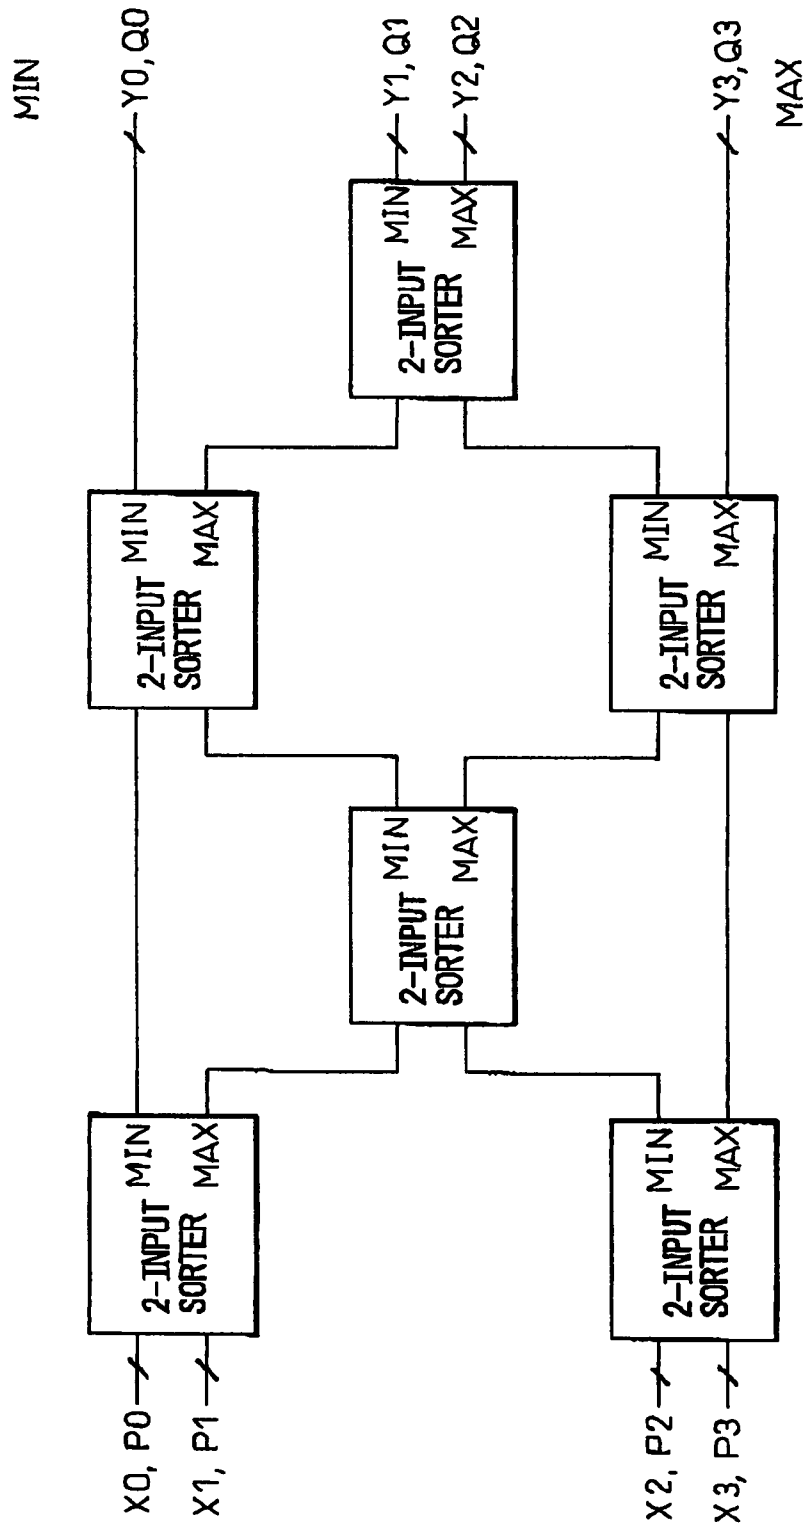 MIN
Y0, Q0
Y1, Q1
Y2, Q2
Y3, Q3
MAX
MIN
MAX
2-INPUT
SORTER
MIN
MAX
2-INPUT
SORTER
MIN
MAX
2-INPUT
SORTER
MIN
MAX
2-INPUT
SORTER
MIN
MAX
2-INPUT
SORTER
MIN
MAX
2-INPUT
SORTER
X0, P0
X1, P1
X2, P2
X3, P3